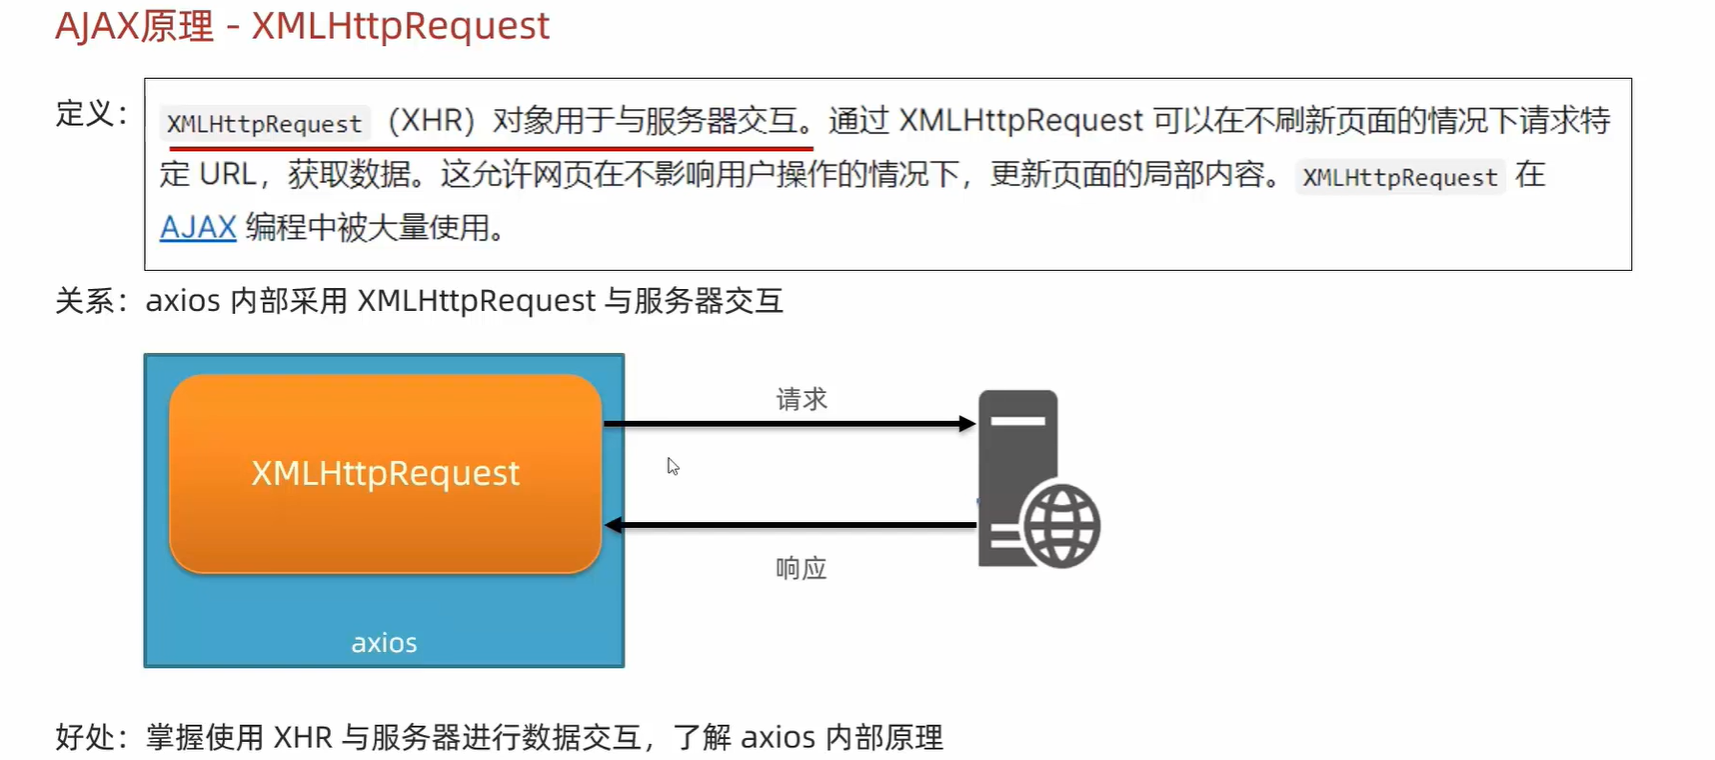 AJAX原理 - XMLHttpRequest
定义：
XMLHttpRequest （XHR）对象用于与服务器交互。通过 XMLHttpRequest 可以在不刷新页面的情况下请求特
定 URL，获取数据。这允许网页在不影响用户操作的情况下，更新页面的局部内容。XMLHttpRequest 在
AJAX 编程中被大量使用。
关系：axios 内部采用 XMLHttpRequest 与服务器交互
请求
XMLHttpRequest
响应
axios
好处：掌握使用 XHR 与服务器进行数据交互，了解 axios 内部原理